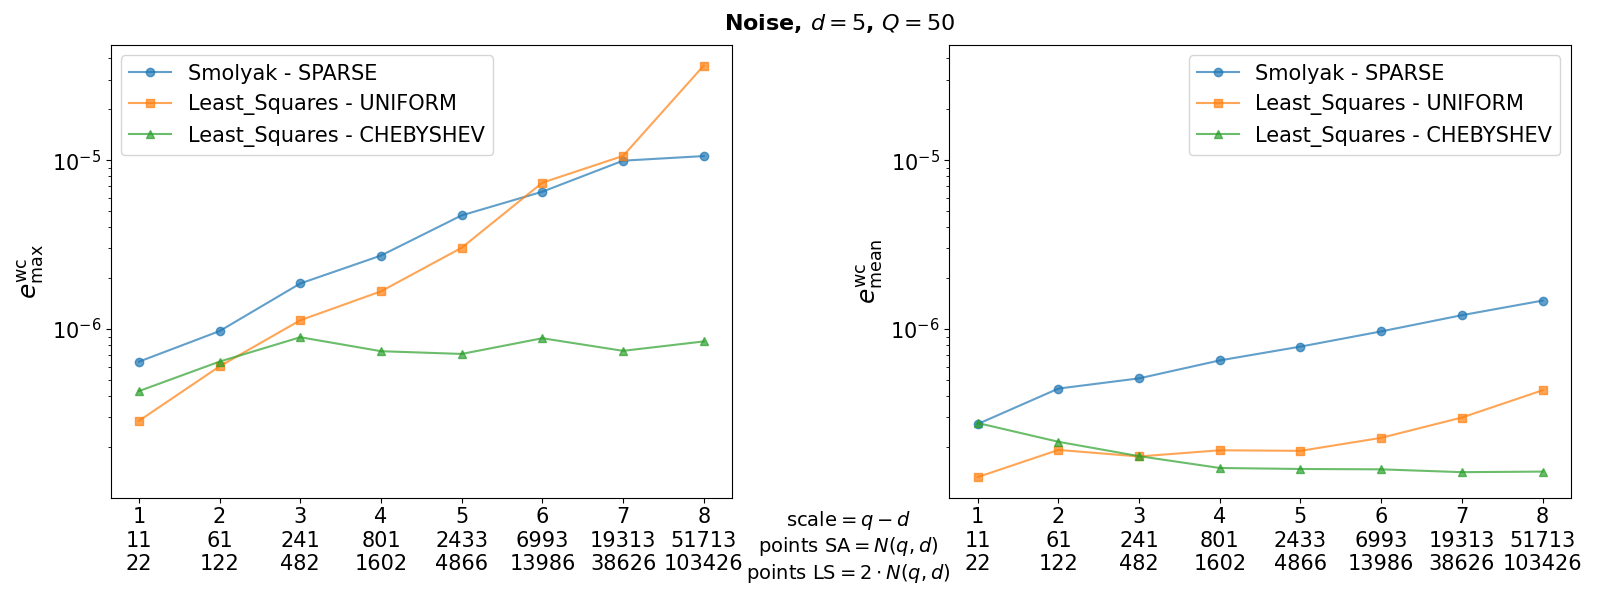 Noise, d = 5, Q = 50
Smolyak - SPARSE
Least_Squares - UNIFORM
Least_Squares - CHEBYSHEV
10⁻⁵
10⁻⁶
e^wc_max
1 2 3 4 5 6 7 8
11 61 241 801 2433 6993 19313 51713
22 122 482 1602 4866 13986 38626 103426
scale = q − d
points SA = N(q, d)
points LS = 2 · N(q, d)
Smolyak - SPARSE
Least_Squares - UNIFORM
Least_Squares - CHEBYSHEV
10⁻⁵
10⁻⁶
e^wc_mean
1 2 3 4 5 6 7 8
11 61 241 801 2433 6993 19313 51713
22 122 482 1602 4866 13986 38626 103426